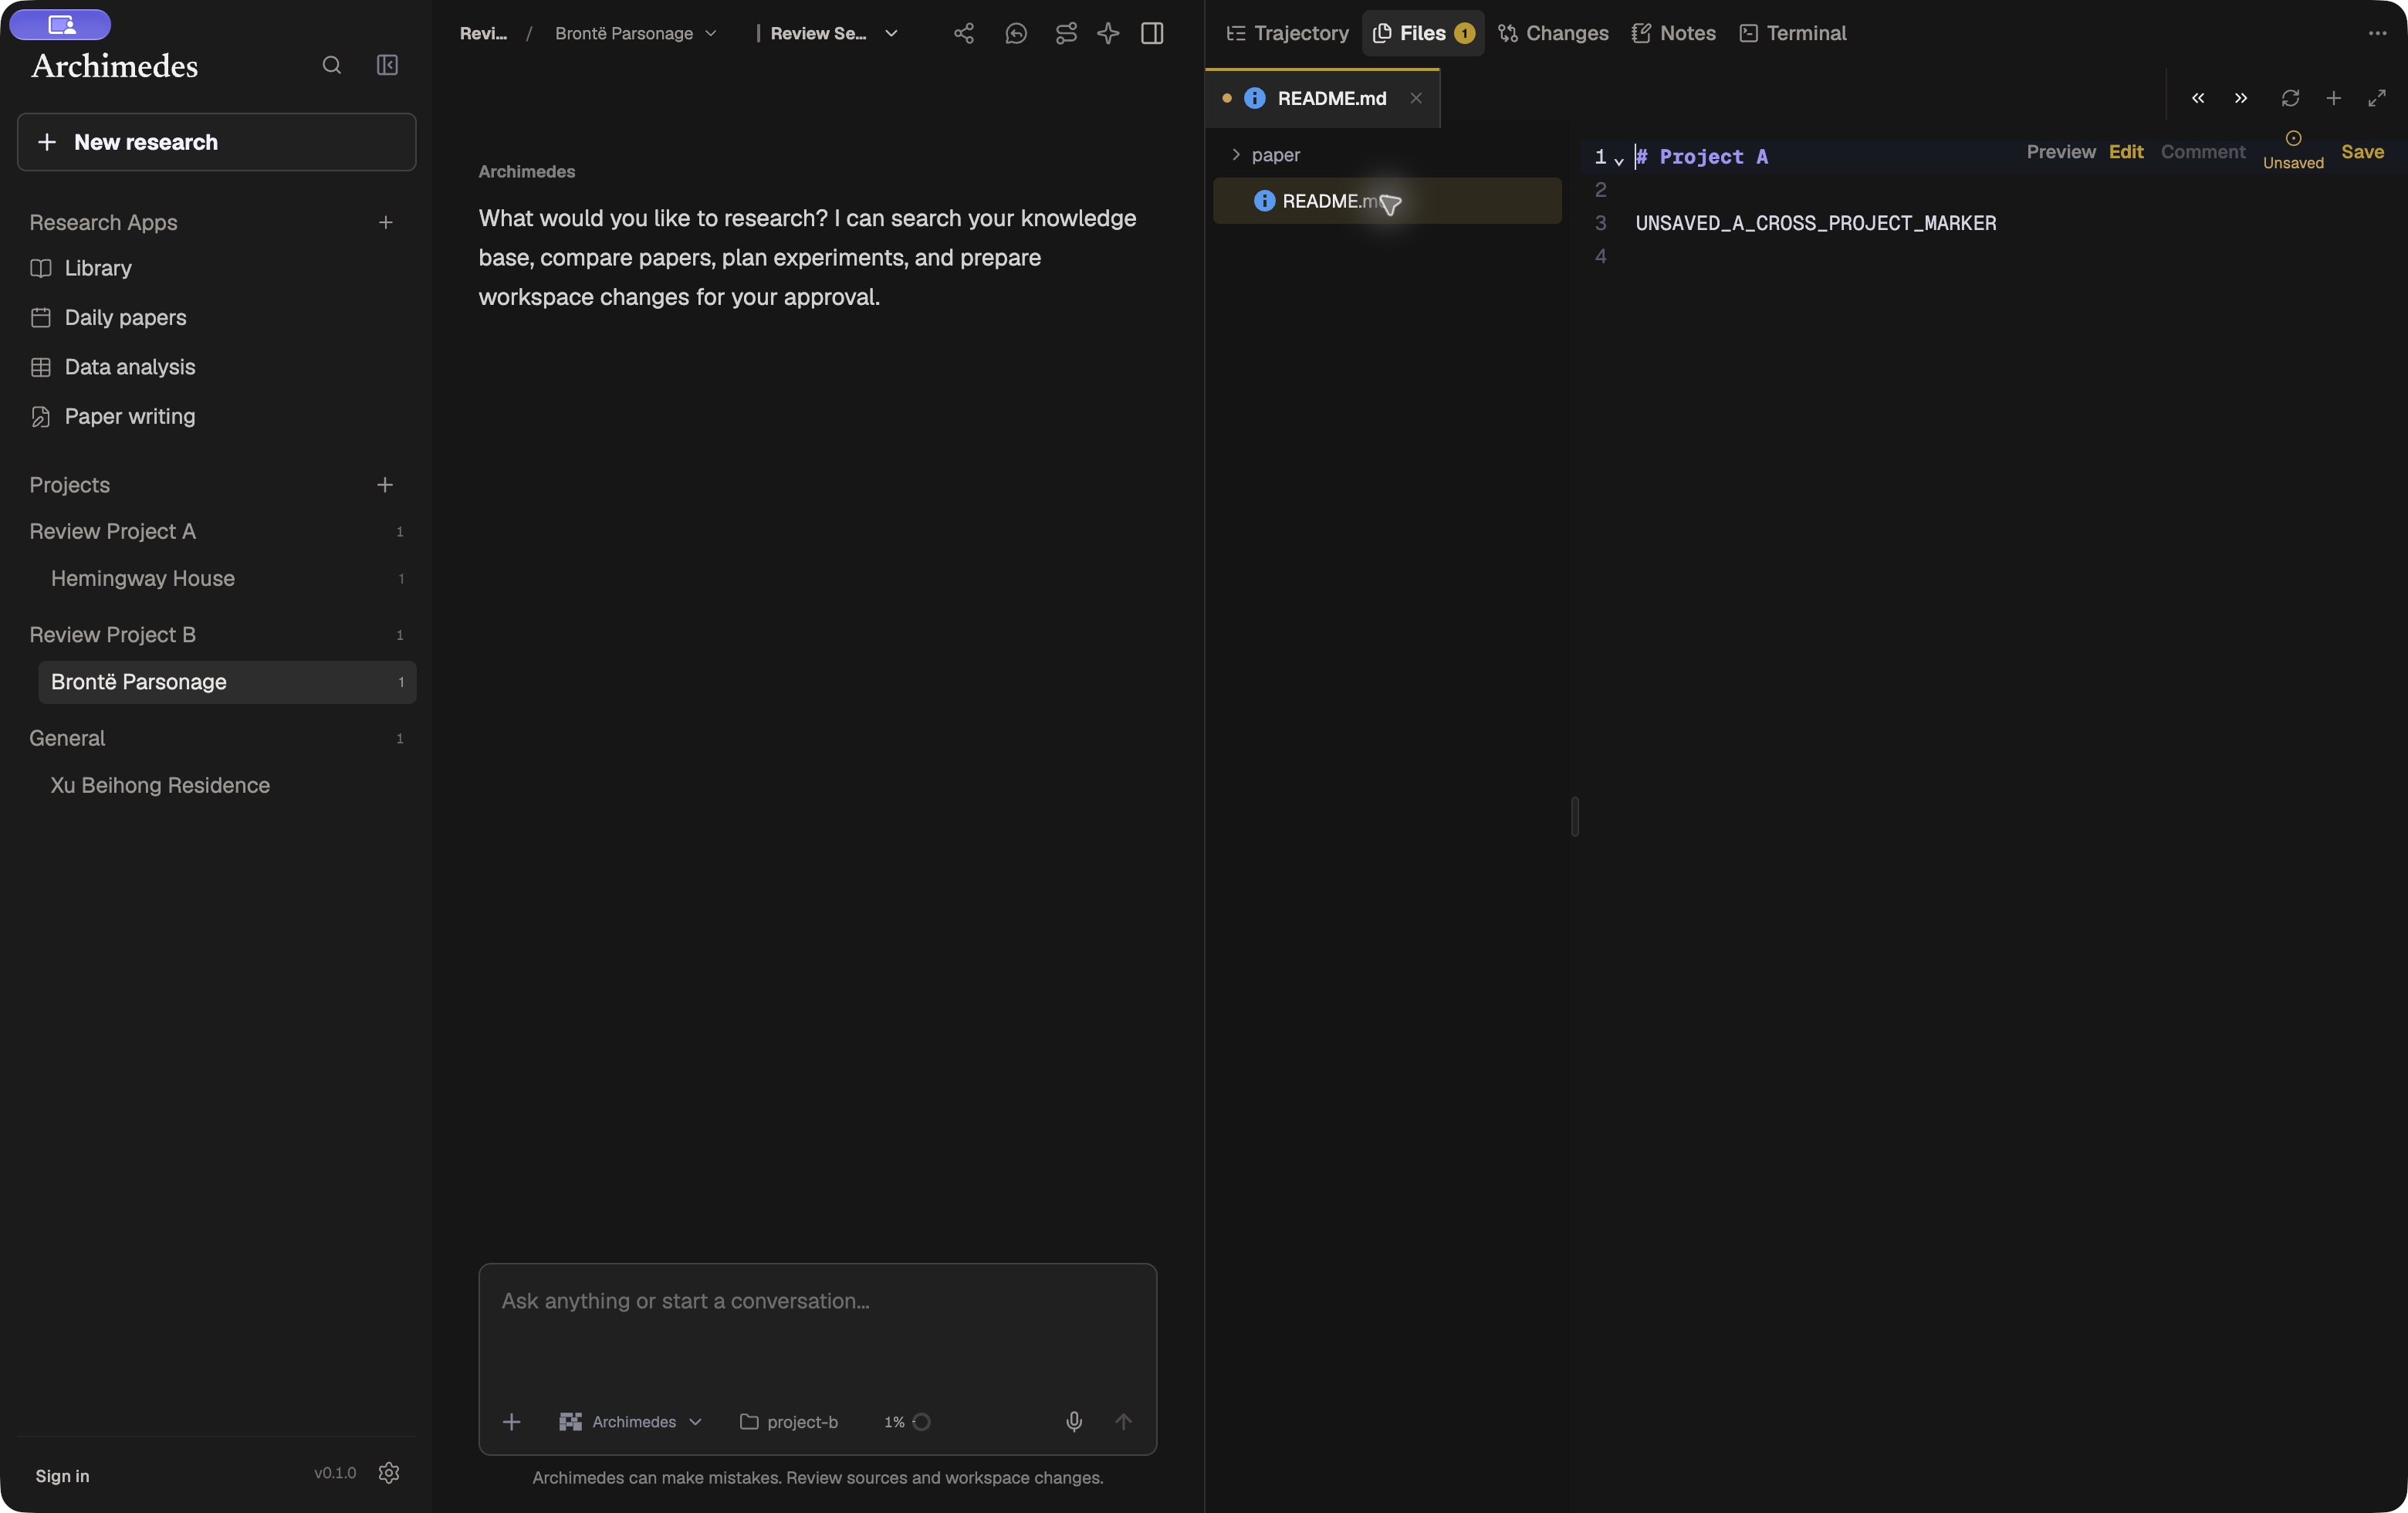 Archimedes
New research
Research Apps
Library
Daily papers
Data analysis
Paper writing
Projects
Review Project A 1
Hemingway House 1
Review Project B 1
Brontë Parsonage 1
General 1
Xu Beihong Residence
Sign in v0.1.0
Revi... / Brontë Parsonage | Review Se...
Archimedes
What would you like to research? I can search your knowledge
base, compare papers, plan experiments, and prepare
workspace changes for your approval.
Ask anything or start a conversation...
Archimedes project-b 1%
Archimedes can make mistakes. Review sources and workspace changes.
Trajectory Files 1 Changes Notes Terminal
README.md
paper
README.m
Preview Edit Comment Unsaved Save
1 # Project A
2
3 UNSAVED_A_CROSS_PROJECT_MARKER
4